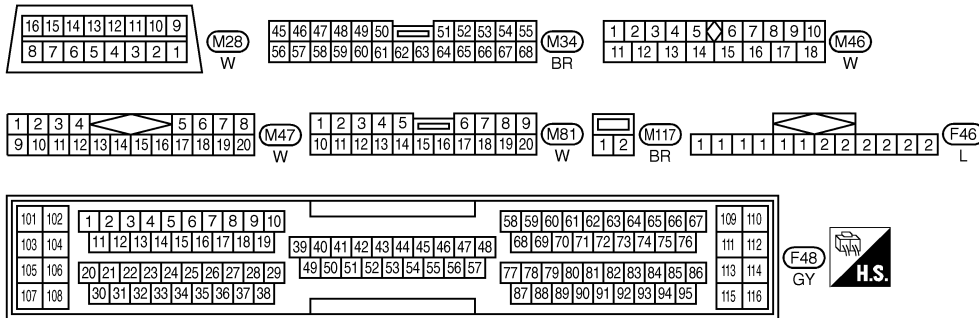 16 15 14 13 12 11 10 9
8 7 6 5 4 3 2 1
M28
W
45 46 47 48 49 50 51 52 53 54 55
56 57 58 59 60 61 62 63 64 65 66 67 68
M34
BR
1 2 3 4 5 6 7 8 9 10
11 12 13 14 15 16 17 18
M46
W
1 2 3 4 5 6 7 8
9 10 11 12 13 14 15 16 17 18 19 20
M47
W
1 2 3 4 5 6 7 8 9
10 11 12 13 14 15 16 17 18 19 20
M81
W
1 2
M117
BR
1 1 1 1 1 1 2 2 2 2 2 2
F46
L
101 102
103 104
105 106
107 108
1 2 3 4 5 6 7 8 9 10
11 12 13 14 15 16 17 18 19
20 21 22 23 24 25 26 27 28 29
30 31 32 33 34 35 36 37 38
39 40 41 42 43 44 45 46 47 48
49 50 51 52 53 54 55 56 57
58 59 60 61 62 63 64 65 66 67
68 69 70 71 72 73 74 75 76
77 78 79 80 81 82 83 84 85 86
87 88 89 90 91 92 93 94 95
109 110
111 112
113 114
115 116
F48
GY
H.S.